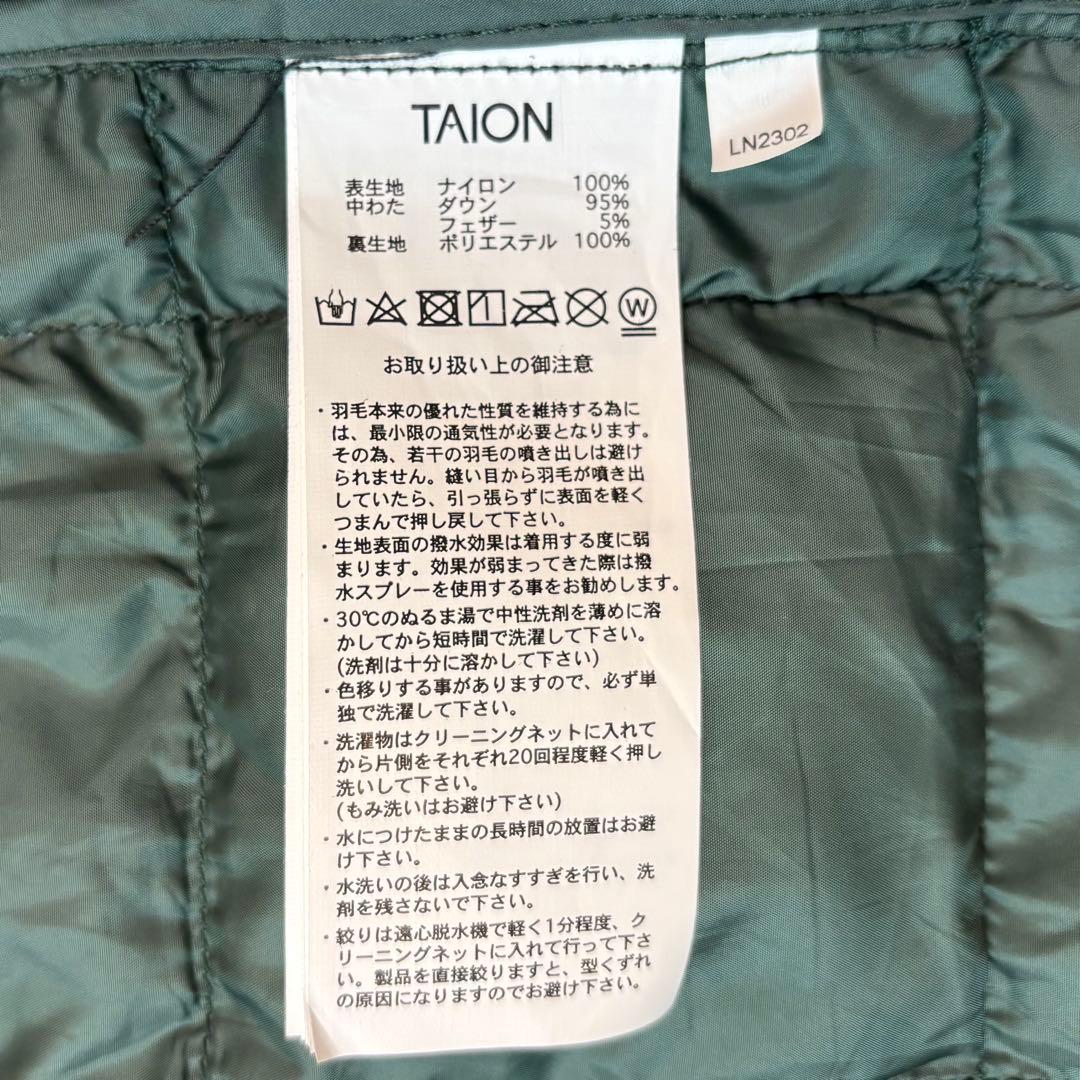 TAION
LN2302
表生地 ナイロン 100%
中わた ダウン 95%
フェザー 5%
裏生地 ポリエステル 100%
W
お取り扱い上の御注意
・羽毛本来の優れた性質を維持する為に
は、最小限の通気性が必要となります。
その為、若干の羽毛の噴き出しは避け
られません。縫い目から羽毛が噴き出
していたら、引っ張らずに表面を軽く
つまんで押し戻して下さい。
・生地表面の撥水効果は着用する度に弱
まります。効果が弱まってきた際は撥
水スプレーを使用する事をお勧めします。
・30℃のぬるま湯で中性洗剤を薄めに溶
かしてから短時間で洗濯して下さい。
(洗剤は十分に溶かして下さい)
・色移りする事がありますので、必ず単
独で洗濯して下さい。
・洗濯物はクリーニングネットに入れて
から片側をそれぞれ20回程度軽く押し
洗いして下さい。
(もみ洗いはお避け下さい)
・水につけたままの長時間の放置はお避
け下さい。
・水洗いの後は入念なすすぎを行い、洗
剤を残さないで下さい。
・絞りは遠心脱水機で軽く1分程度、ク
リーニングネットに入れて行って下さ
い。製品を直接絞りますと、型くずれ
の原因になりますのでお避け下さい。